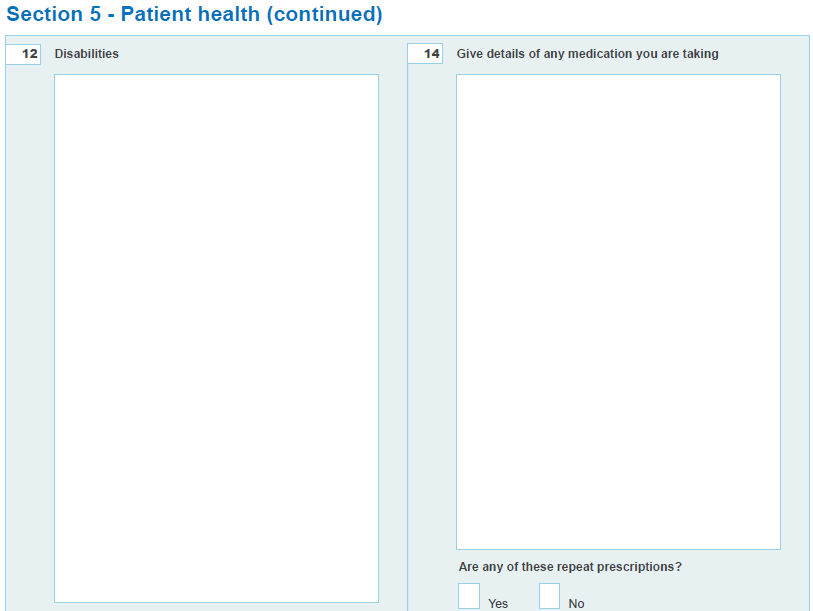 Section 5 - Patient health (continued)
12 Disabilities
14 Give details of any medication you are taking
Are any of these repeat prescriptions?
Yes No